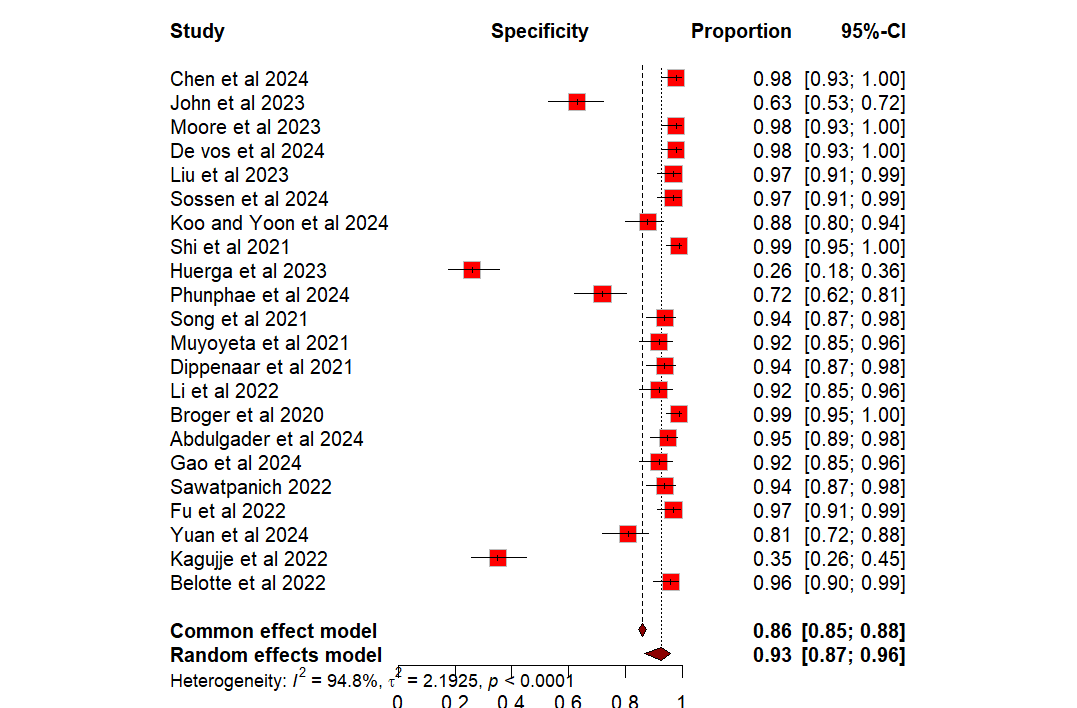 Study Specificity Proportion 95%-CI
Chen et al 2024 0.98 [0.93; 1.00]
John et al 2023 0.63 [0.53; 0.72]
Moore et al 2023 0.98 [0.93; 1.00]
De vos et al 2024 0.98 [0.93; 1.00]
Liu et al 2023 0.97 [0.91; 0.99]
Sossen et al 2024 0.97 [0.91; 0.99]
Koo and Yoon et al 2024 0.88 [0.80; 0.94]
Shi et al 2021 0.99 [0.95; 1.00]
Huerga et al 2023 0.26 [0.18; 0.36]
Phunphae et al 2024 0.72 [0.62; 0.81]
Song et al 2021 0.94 [0.87; 0.98]
Muyoyeta et al 2021 0.92 [0.85; 0.96]
Dippenaar et al 2021 0.94 [0.87; 0.98]
Li et al 2022 0.92 [0.85; 0.96]
Broger et al 2020 0.99 [0.95; 1.00]
Abdulgader et al 2024 0.95 [0.89; 0.98]
Gao et al 2024 0.92 [0.85; 0.96]
Sawatpanich 2022 0.94 [0.87; 0.98]
Fu et al 2022 0.97 [0.91; 0.99]
Yuan et al 2024 0.81 [0.72; 0.88]
Kagujje et al 2022 0.35 [0.26; 0.45]
Belotte et al 2022 0.96 [0.90; 0.99]
Common effect model 0.86 [0.85; 0.88]
Random effects model 0.93 [0.87; 0.96]
Heterogeneity: I² = 94.8%, τ² = 2.1925, p < 0.0001
0 0.2 0.4 0.6 0.8 1